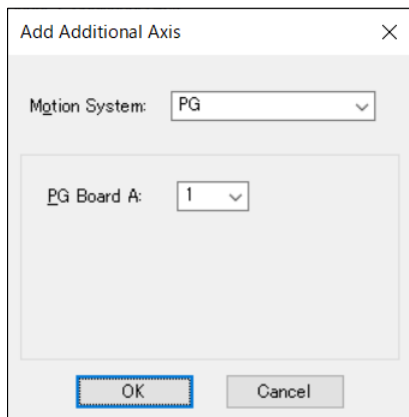 Add Additional Axis
Motion System: PG
PG Board A: 1
OK Cancel